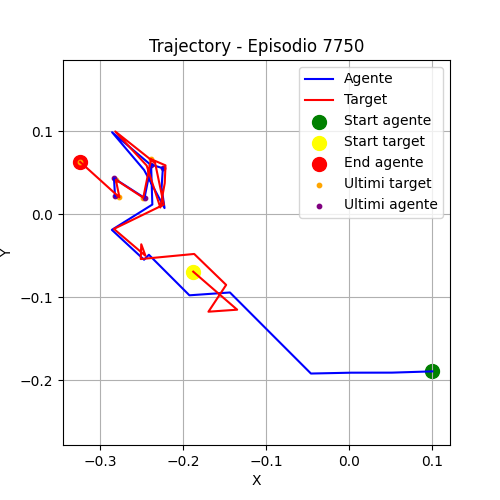 Trajectory - Episodio 7750
Agente
Target
Start agente
Start target
End agente
Ultimi target
Ultimi agente
0.1
0.0
−0.1
−0.2
Y
−0.3
−0.2
−0.1
0.0
0.1
X